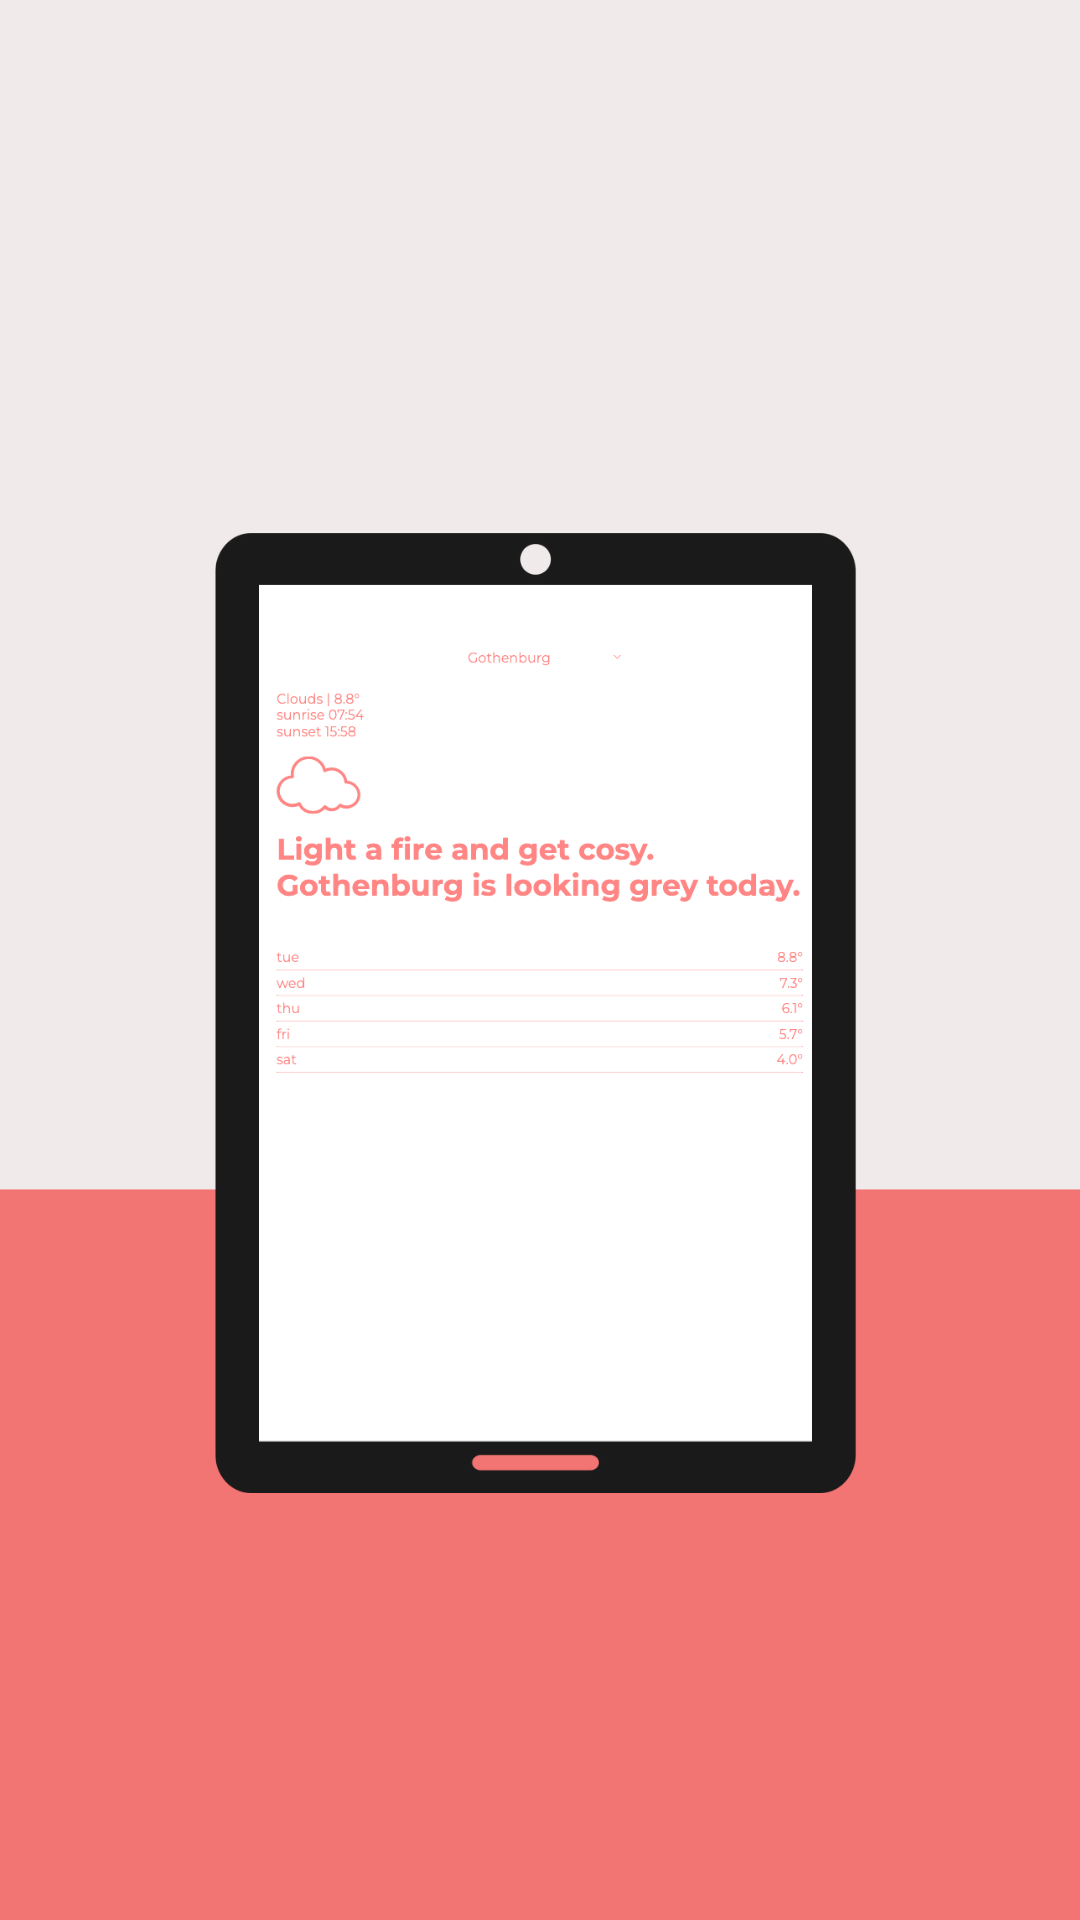 Gothenburg
Clouds | 8.8°
sunrise 07:54
sunset 15:58
Light a fire and get cosy.
Gothenburg is looking grey today.
tue 8.8°
wed 7.3°
thu 6.1°
fri 5.7°
sat 4.0°